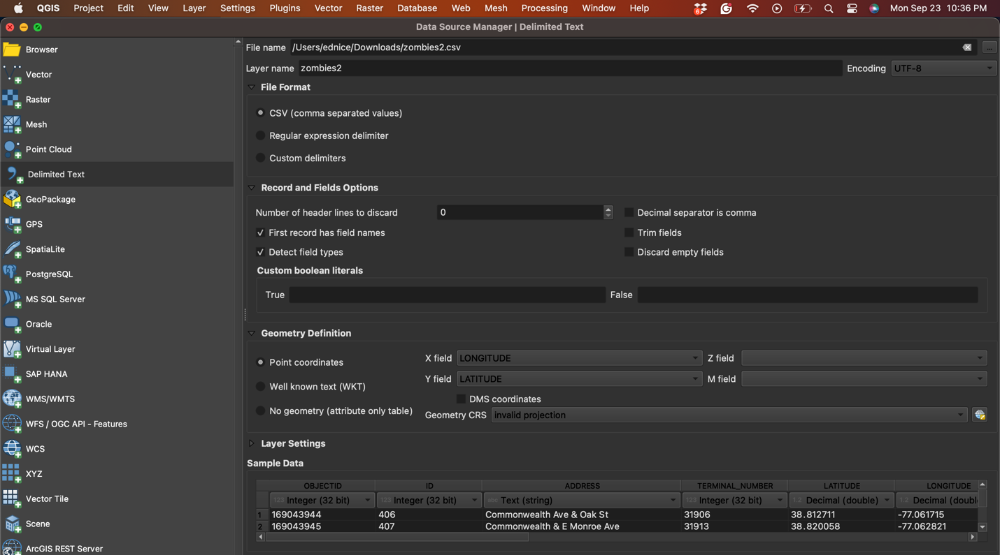 QGIS Project Edit View Layer Settings Plugins Vector Raster Database Web Mesh Processing Window Help 6 Mon Sep 23 10:36 PM
Data Source Manager | Delimited Text
Browser
Vector
Raster
Mesh
Point Cloud
Delimited Text
GeoPackage
GPS
SpatiaLite
PostgreSQL
MS SQL Server
Oracle
Virtual Layer
SAP HANA
WMS/WMTS
WFS / OGC API - Features
WCS
XYZ
Vector Tile
Scene
ArcGIS REST Server
File name /Users/ednice/Downloads/zombies2.csv ...
Layer name zombies2 Encoding UTF-8
File Format
CSV (comma separated values)
Regular expression delimiter
Custom delimiters
Record and Fields Options
Number of header lines to discard 0 Decimal separator is comma
First record has field names Trim fields
Detect field types Discard empty fields
Custom boolean literals
True False
Geometry Definition
Point coordinates X field LONGITUDE Z field
Y field LATITUDE M field
Well known text (WKT)
DMS coordinates
No geometry (attribute only table) Geometry CRS invalid projection
Layer Settings
Sample Data
OBJECTID ID ADDRESS TERMINAL_NUMBER LATITUDE LONGITUDE
123 Integer (32 bit) 123 Integer (32 bit) abc Text (string) 123 Integer (32 bit) 1.2 Decimal (double) 1.2 Decimal (doubl
1 169043944 406 Commonwealth Ave & Oak St 31906 38.812711 -77.061715
2 169043945 407 Commonwealth & E Monroe Ave 31913 38.820058 -77.062821